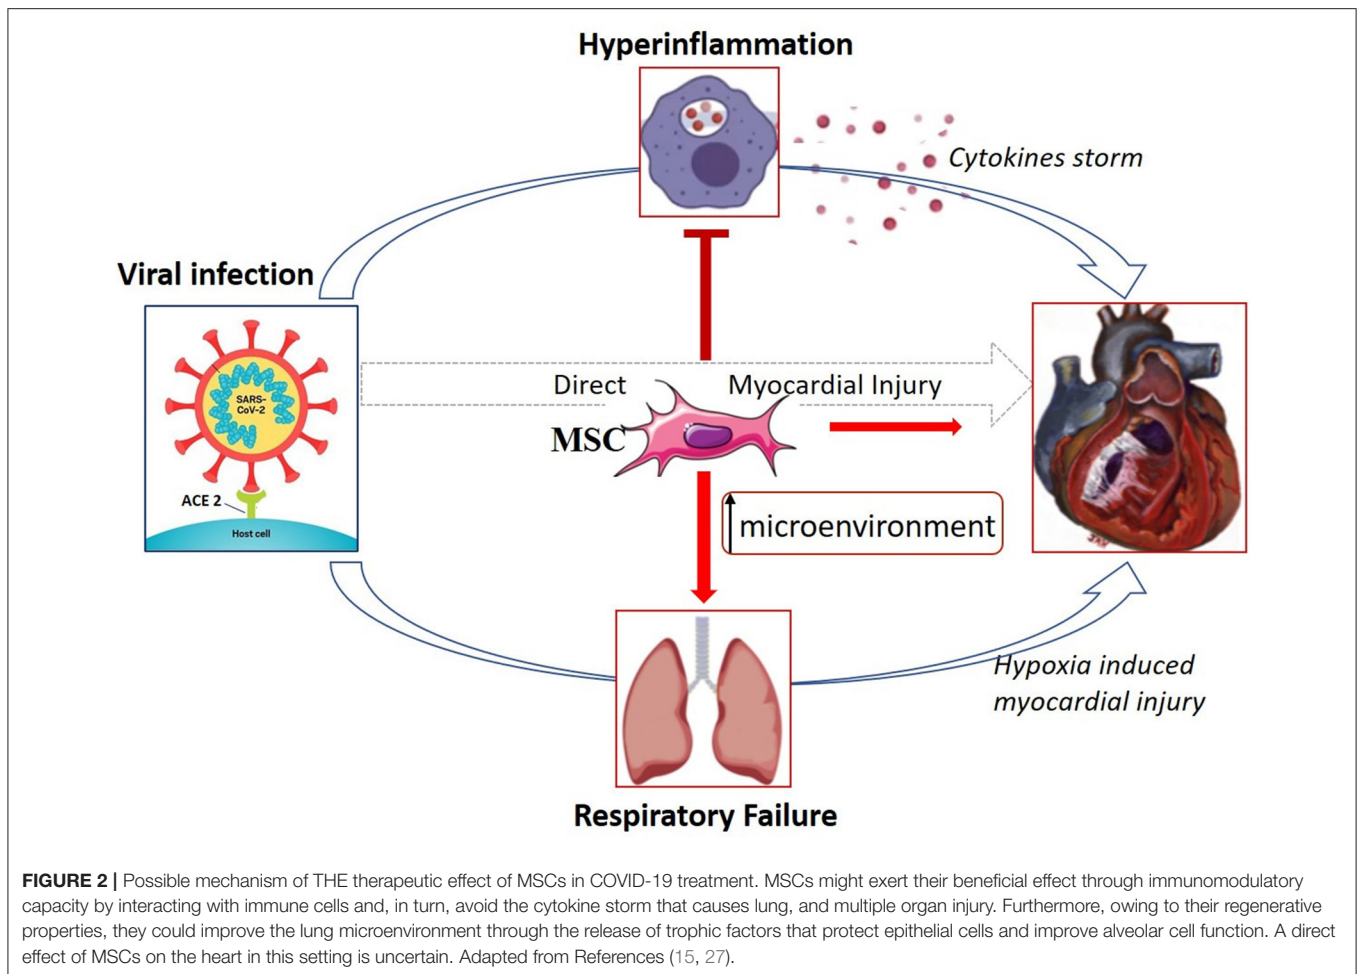 Hyperinflammation
Cytokines storm
Viral infection
SARS-
CoV-2
ACE 2
Host cell
Direct
Myocardial Injury
MSC
microenvironment
Hypoxia induced
myocardial injury
Respiratory Failure
FIGURE 2 | Possible mechanism of THE therapeutic effect of MSCs in COVID-19 treatment. MSCs might exert their beneficial effect through immunomodulatory
capacity by interacting with immune cells and, in turn, avoid the cytokine storm that causes lung, and multiple organ injury. Furthermore, owing to their regenerative
properties, they could improve the lung microenvironment through the release of trophic factors that protect epithelial cells and improve alveolar cell function. A direct
effect of MSCs on the heart in this setting is uncertain. Adapted from References (15, 27).